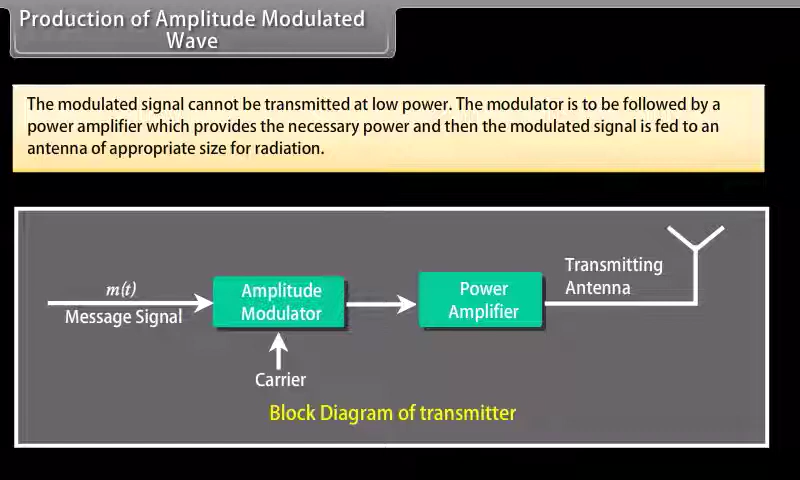 Production of Amplitude Modulated
Wave
The modulated signal cannot be transmitted at low power. The modulator is to be followed by a
power amplifier which provides the necessary power and then the modulated signal is fed to an
antenna of appropriate size for radiation.
m(t)
Message Signal
Amplitude
Modulator
Power
Amplifier
Transmitting
Antenna
Carrier
Block Diagram of transmitter